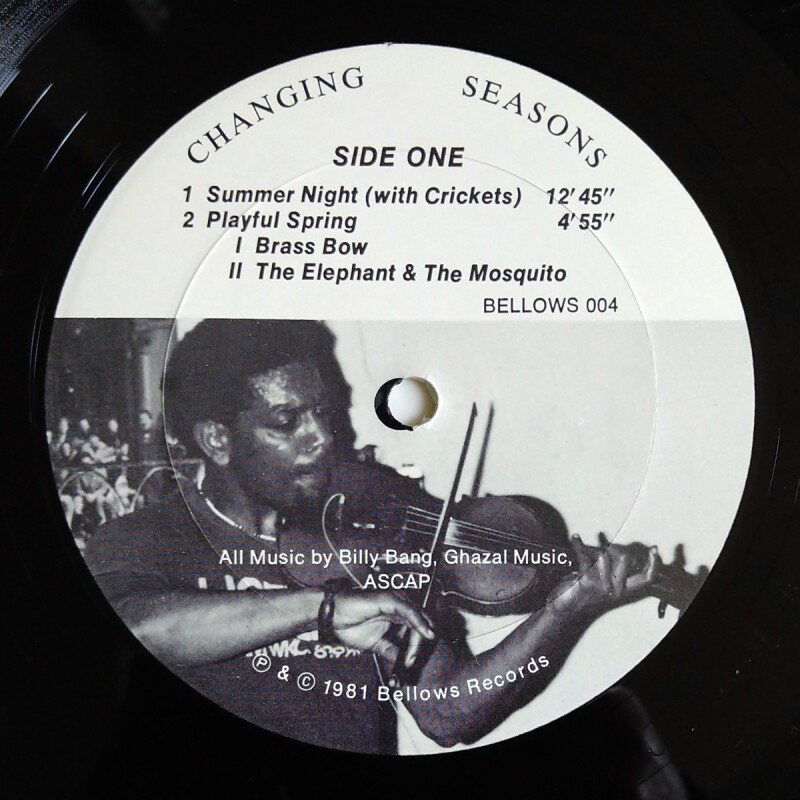 CHANGING SEASONS
SIDE ONE
1 Summer Night (with Crickets) 12'45"
2 Playful Spring 4'55"
I Brass Bow
II The Elephant & The Mosquito
BELLOWS 004
All Music by Billy Bang, Ghazal Music,
ASCAP
℗ & © 1981 Bellows Records